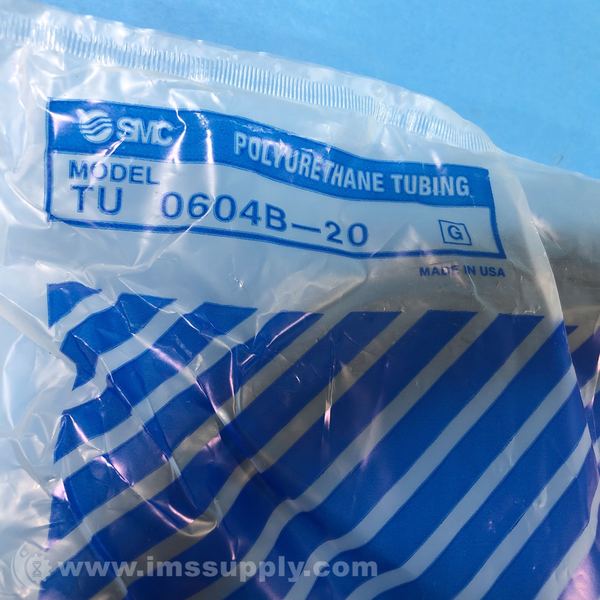 SMC POLYURETHANE TUBING
MODEL
TU 0604B-20 G
MADE IN USA
www.imssupply.com